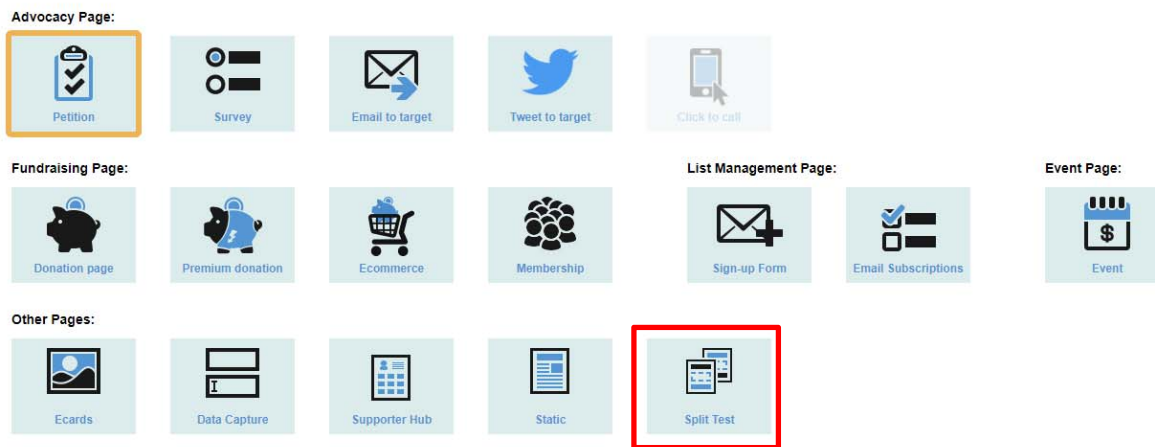 Advocacy Page:
Petition
Survey
Email to target
Tweet to target
Click to call
Fundraising Page:
List Management Page:
Event Page:
Donation page
Premium donation
Ecommerce
Membership
Sign-up Form
Email Subscriptions
$
Event
Other Pages:
Ecards
Data Capture
Supporter Hub
Static
Split Test